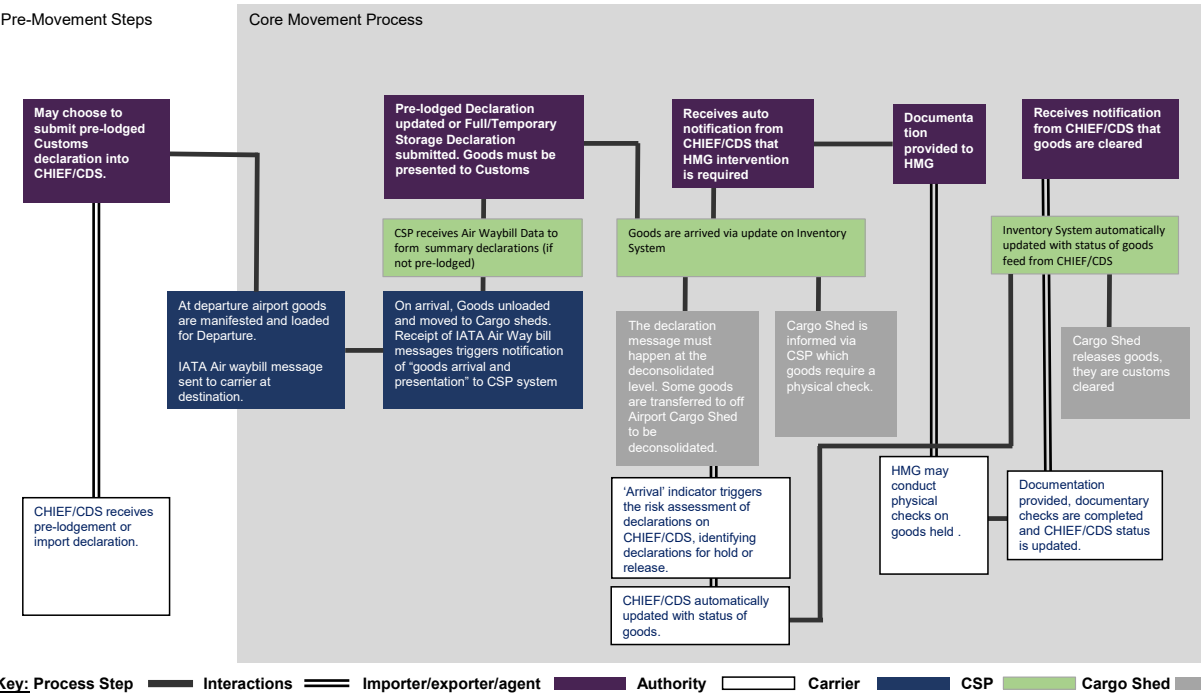 Pre-Movement Steps
Core Movement Process
May choose to
submit pre-lodged
Customs
declaration into
CHIEF/CDS.
Pre-lodged Declaration
updated or Full/Temporary
Storage Declaration
submitted. Goods must be
presented to Customs
Receives auto
notification from
CHIEF/CDS that
HMG intervention
is required
Documenta
tion
provided to
HMG
Receives notification
from CHIEF/CDS that
goods are cleared
CSP receives Air Waybill Data to
form summary declarations (if
not pre-lodged)
Goods are arrived via update on Inventory
System
Inventory System automatically
updated with status of goods
feed from CHIEF/CDS
At departure airport goods
are manifested and loaded
for Departure.
IATA Air waybill message
sent to carrier at
destination.
On arrival, Goods unloaded
and moved to Cargo sheds.
Receipt of IATA Air Way bill
messages triggers notification
of “goods arrival and
presentation” to CSP system
The declaration
message must
happen at the
deconsolidated
level. Some goods
are transferred to off
Airport Cargo Shed
to be
deconsolidated.
Cargo Shed is
informed via
CSP which
goods require a
physical check.
Cargo Shed
releases goods,
they are customs
cleared
CHIEF/CDS receives
pre-lodgement or
import declaration.
‘Arrival’ indicator triggers
the risk assessment of
declarations on
CHIEF/CDS, identifying
declarations for hold or
release.
HMG may
conduct
physical
checks on
goods held .
Documentation
provided, documentary
checks are completed
and CHIEF/CDS status
is updated.
CHIEF/CDS automatically
updated with status of
goods.
Key: Process Step Interactions Importer/exporter/agent Authority Carrier CSP Cargo Shed